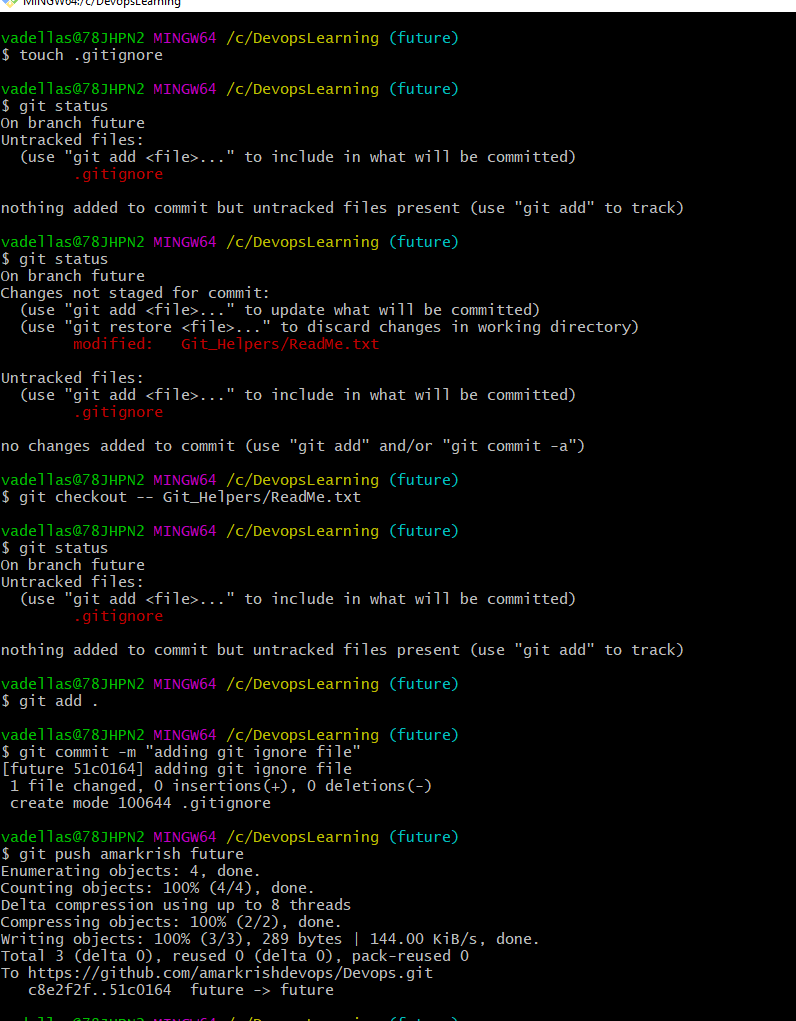 MINGW64:/c/DevopsLearning
vadellas@78JHPN2 MINGW64 /c/DevopsLearning (future)
$ touch .gitignore
vadellas@78JHPN2 MINGW64 /c/DevopsLearning (future)
$ git status
On branch future
Untracked files:
  (use "git add <file>..." to include in what will be committed)
        .gitignore
nothing added to commit but untracked files present (use "git add" to track)
vadellas@78JHPN2 MINGW64 /c/DevopsLearning (future)
$ git status
On branch future
Changes not staged for commit:
  (use "git add <file>..." to update what will be committed)
  (use "git restore <file>..." to discard changes in working directory)
        modified:   Git_Helpers/ReadMe.txt
Untracked files:
  (use "git add <file>..." to include in what will be committed)
        .gitignore
no changes added to commit (use "git add" and/or "git commit -a")
vadellas@78JHPN2 MINGW64 /c/DevopsLearning (future)
$ git checkout -- Git_Helpers/ReadMe.txt
vadellas@78JHPN2 MINGW64 /c/DevopsLearning (future)
$ git status
On branch future
Untracked files:
  (use "git add <file>..." to include in what will be committed)
        .gitignore
nothing added to commit but untracked files present (use "git add" to track)
vadellas@78JHPN2 MINGW64 /c/DevopsLearning (future)
$ git add .
vadellas@78JHPN2 MINGW64 /c/DevopsLearning (future)
$ git commit -m "adding git ignore file"
[future 51c0164] adding git ignore file
 1 file changed, 0 insertions(+), 0 deletions(-)
 create mode 100644 .gitignore
vadellas@78JHPN2 MINGW64 /c/DevopsLearning (future)
$ git push amarkrish future
Enumerating objects: 4, done.
Counting objects: 100% (4/4), done.
Delta compression using up to 8 threads
Compressing objects: 100% (2/2), done.
Writing objects: 100% (3/3), 289 bytes | 144.00 KiB/s, done.
Total 3 (delta 0), reused 0 (delta 0), pack-reused 0
To https://github.com/amarkrishdevops/Devops.git
   c8e2f2f..51c0164  future -> future
vadellas@78JHPN2 MINGW64 /c/DevopsLearning (future)